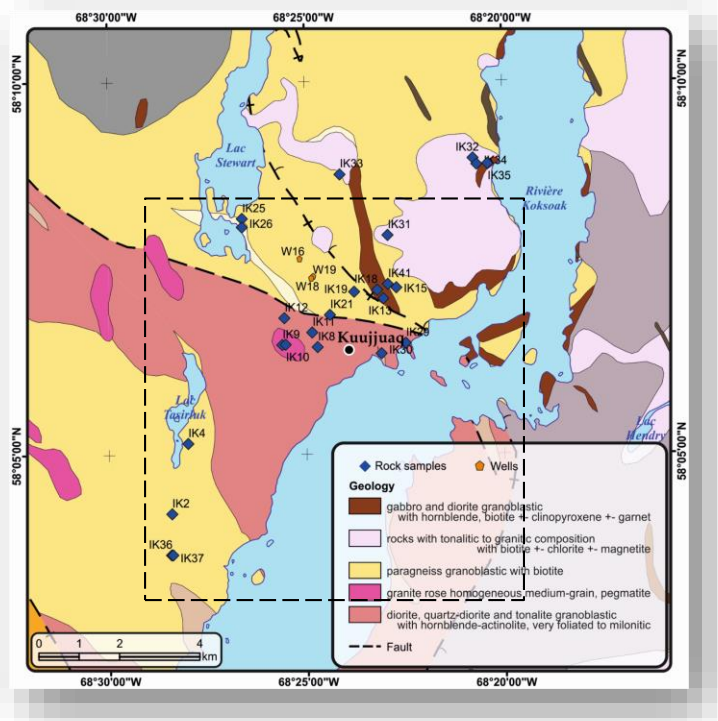 68°30'00"W
68°25'00"W
68°20'00"W
58°10'00"N
58°10'00"N
IK32
IK34
IK35
Lac
Stewart
IK33
Rivière
Koksoak
IK25
IK26
IK31
W16
W19
W18
IK41
IK18
IK19
IK15
IK13
IK12
IK21
IK11
IK29
Kuujjuaq
IK9
IK8
IK30
IK10
Lac
Tasirluk
Lac
Hendry
IK4
58°05'00"N
58°05'00"N
Rock samples
Wells
Geology
gabbro and diorite granoblastic
with hornblende, biotite +- clinopyroxene +- garnet
rocks with tonalitic to granitic composition
with biotite +- chlorite +- magnetite
paragneiss granoblastic with biotite
granite rose homogeneous medium-grain, pegmatite
diorite, quartz-diorite and tonalite granoblastic
with hornblende-actinolite, very foliated to milonitic
Fault
IK2
IK36
IK37
0 1 2 4
km
68°30'00"W
68°25'00"W
68°20'00"W